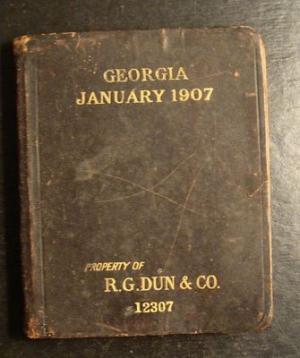 GEORGIA
JANUARY 1907
PROPERTY OF
R.G. DUN & CO.
12307